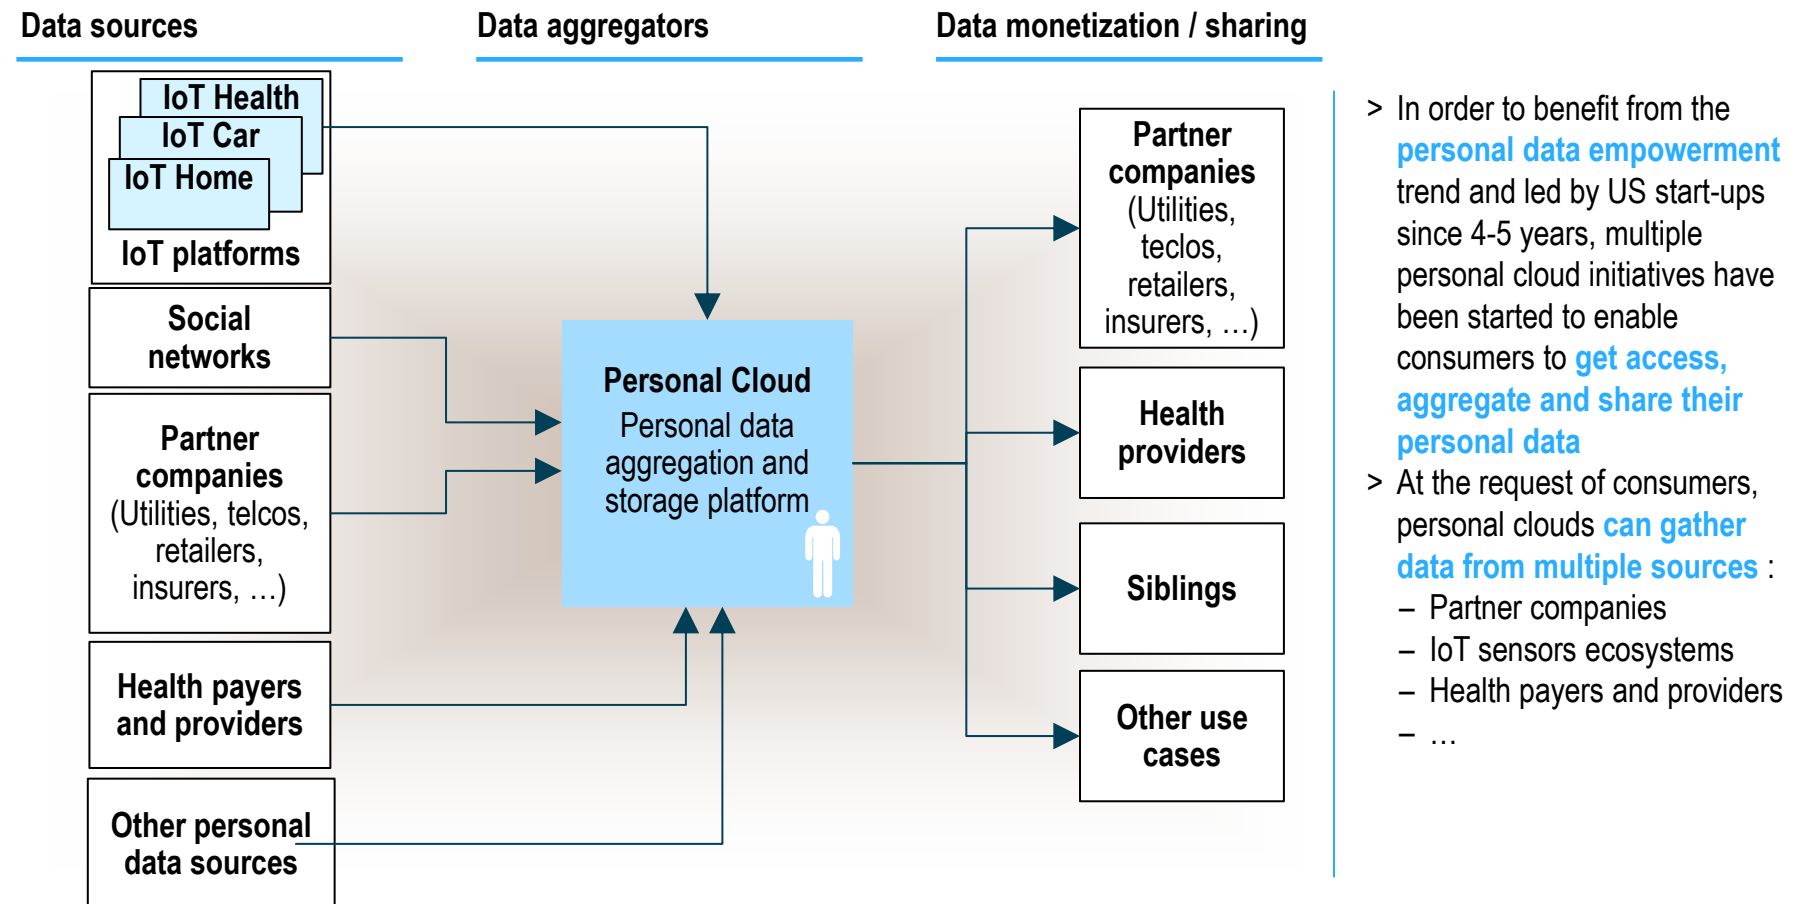 Data sources
Data aggregators
Data monetization / sharing
IoT Health
IoT Car
IoT Home
IoT platforms
Social
networks
Partner
companies
(Utilities, telcos,
retailers,
insurers, …)
Health payers
and providers
Other personal
data sources
Personal Cloud
Personal data
aggregation and
storage platform
Partner
companies
(Utilities,
teclos,
retailers,
insurers, …)
Health
providers
Siblings
Other use
cases
> In order to benefit from the
personal data empowerment
trend and led by US start-ups
since 4-5 years, multiple
personal cloud initiatives have
been started to enable
consumers to get access,
aggregate and share their
personal data
> At the request of consumers,
personal clouds can gather
data from multiple sources :
– Partner companies
– IoT sensors ecosystems
– Health payers and providers
– …